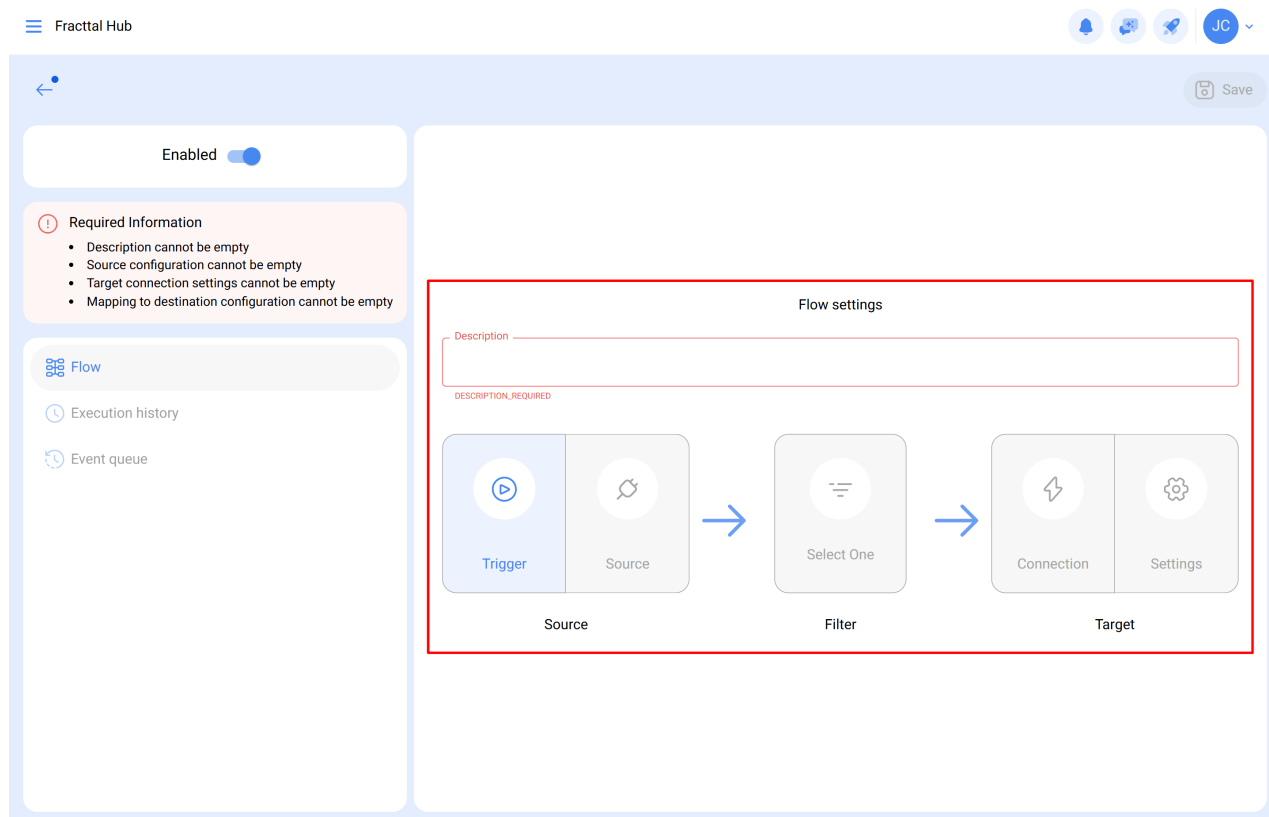 Fracttal Hub
JC
Save
Enabled
Required Information
• Description cannot be empty
• Source configuration cannot be empty
• Target connection settings cannot be empty
• Mapping to destination configuration cannot be empty
Flow
Execution history
Event queue
Flow settings
Description
DESCRIPTION_REQUIRED
Trigger
Source
Select One
Connection
Settings
Source
Filter
Target